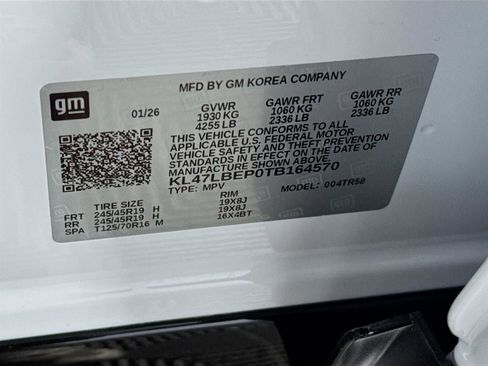 MFD BY GM KOREA COMPANY
gm
01/26 GVWR GAWR FRT GAWR RR
1930 KG 1060 KG 1060 KG
4255 LB 2336 LB 2336 LB
THIS VEHICLE CONFORMS TO ALL
APPLICABLE U.S. FEDERAL MOTOR
VEHICLE SAFETY AND THEFT PREVENTION
STANDARDS IN EFFECT ON THE DATE OF
MANUFACTURE SHOWN ABOVE.
KL47LBEP0TB164570
TYPE: MPV MODEL: 004TR58
TIRE SIZE RIM
FRT 245/45R19 H 19X8J
RR 245/45R19 H 19X8J
SPA T125/70R16 M 16X4BT